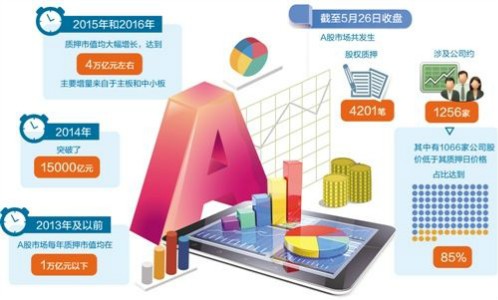 2015年和2016年
质押市值均大幅增长，达到
4万亿元左右
主要增量来自于主板和中小板
2014年
突破了
15000亿元
2013年及以前
A股市场每年质押市值均在
1万亿元以下
A
截至5月26日收盘
A股市场共发生
股权质押
4201笔
涉及公司约
1256家
其中有1066家公司股
价低于其质押日价格
占比达到
85%